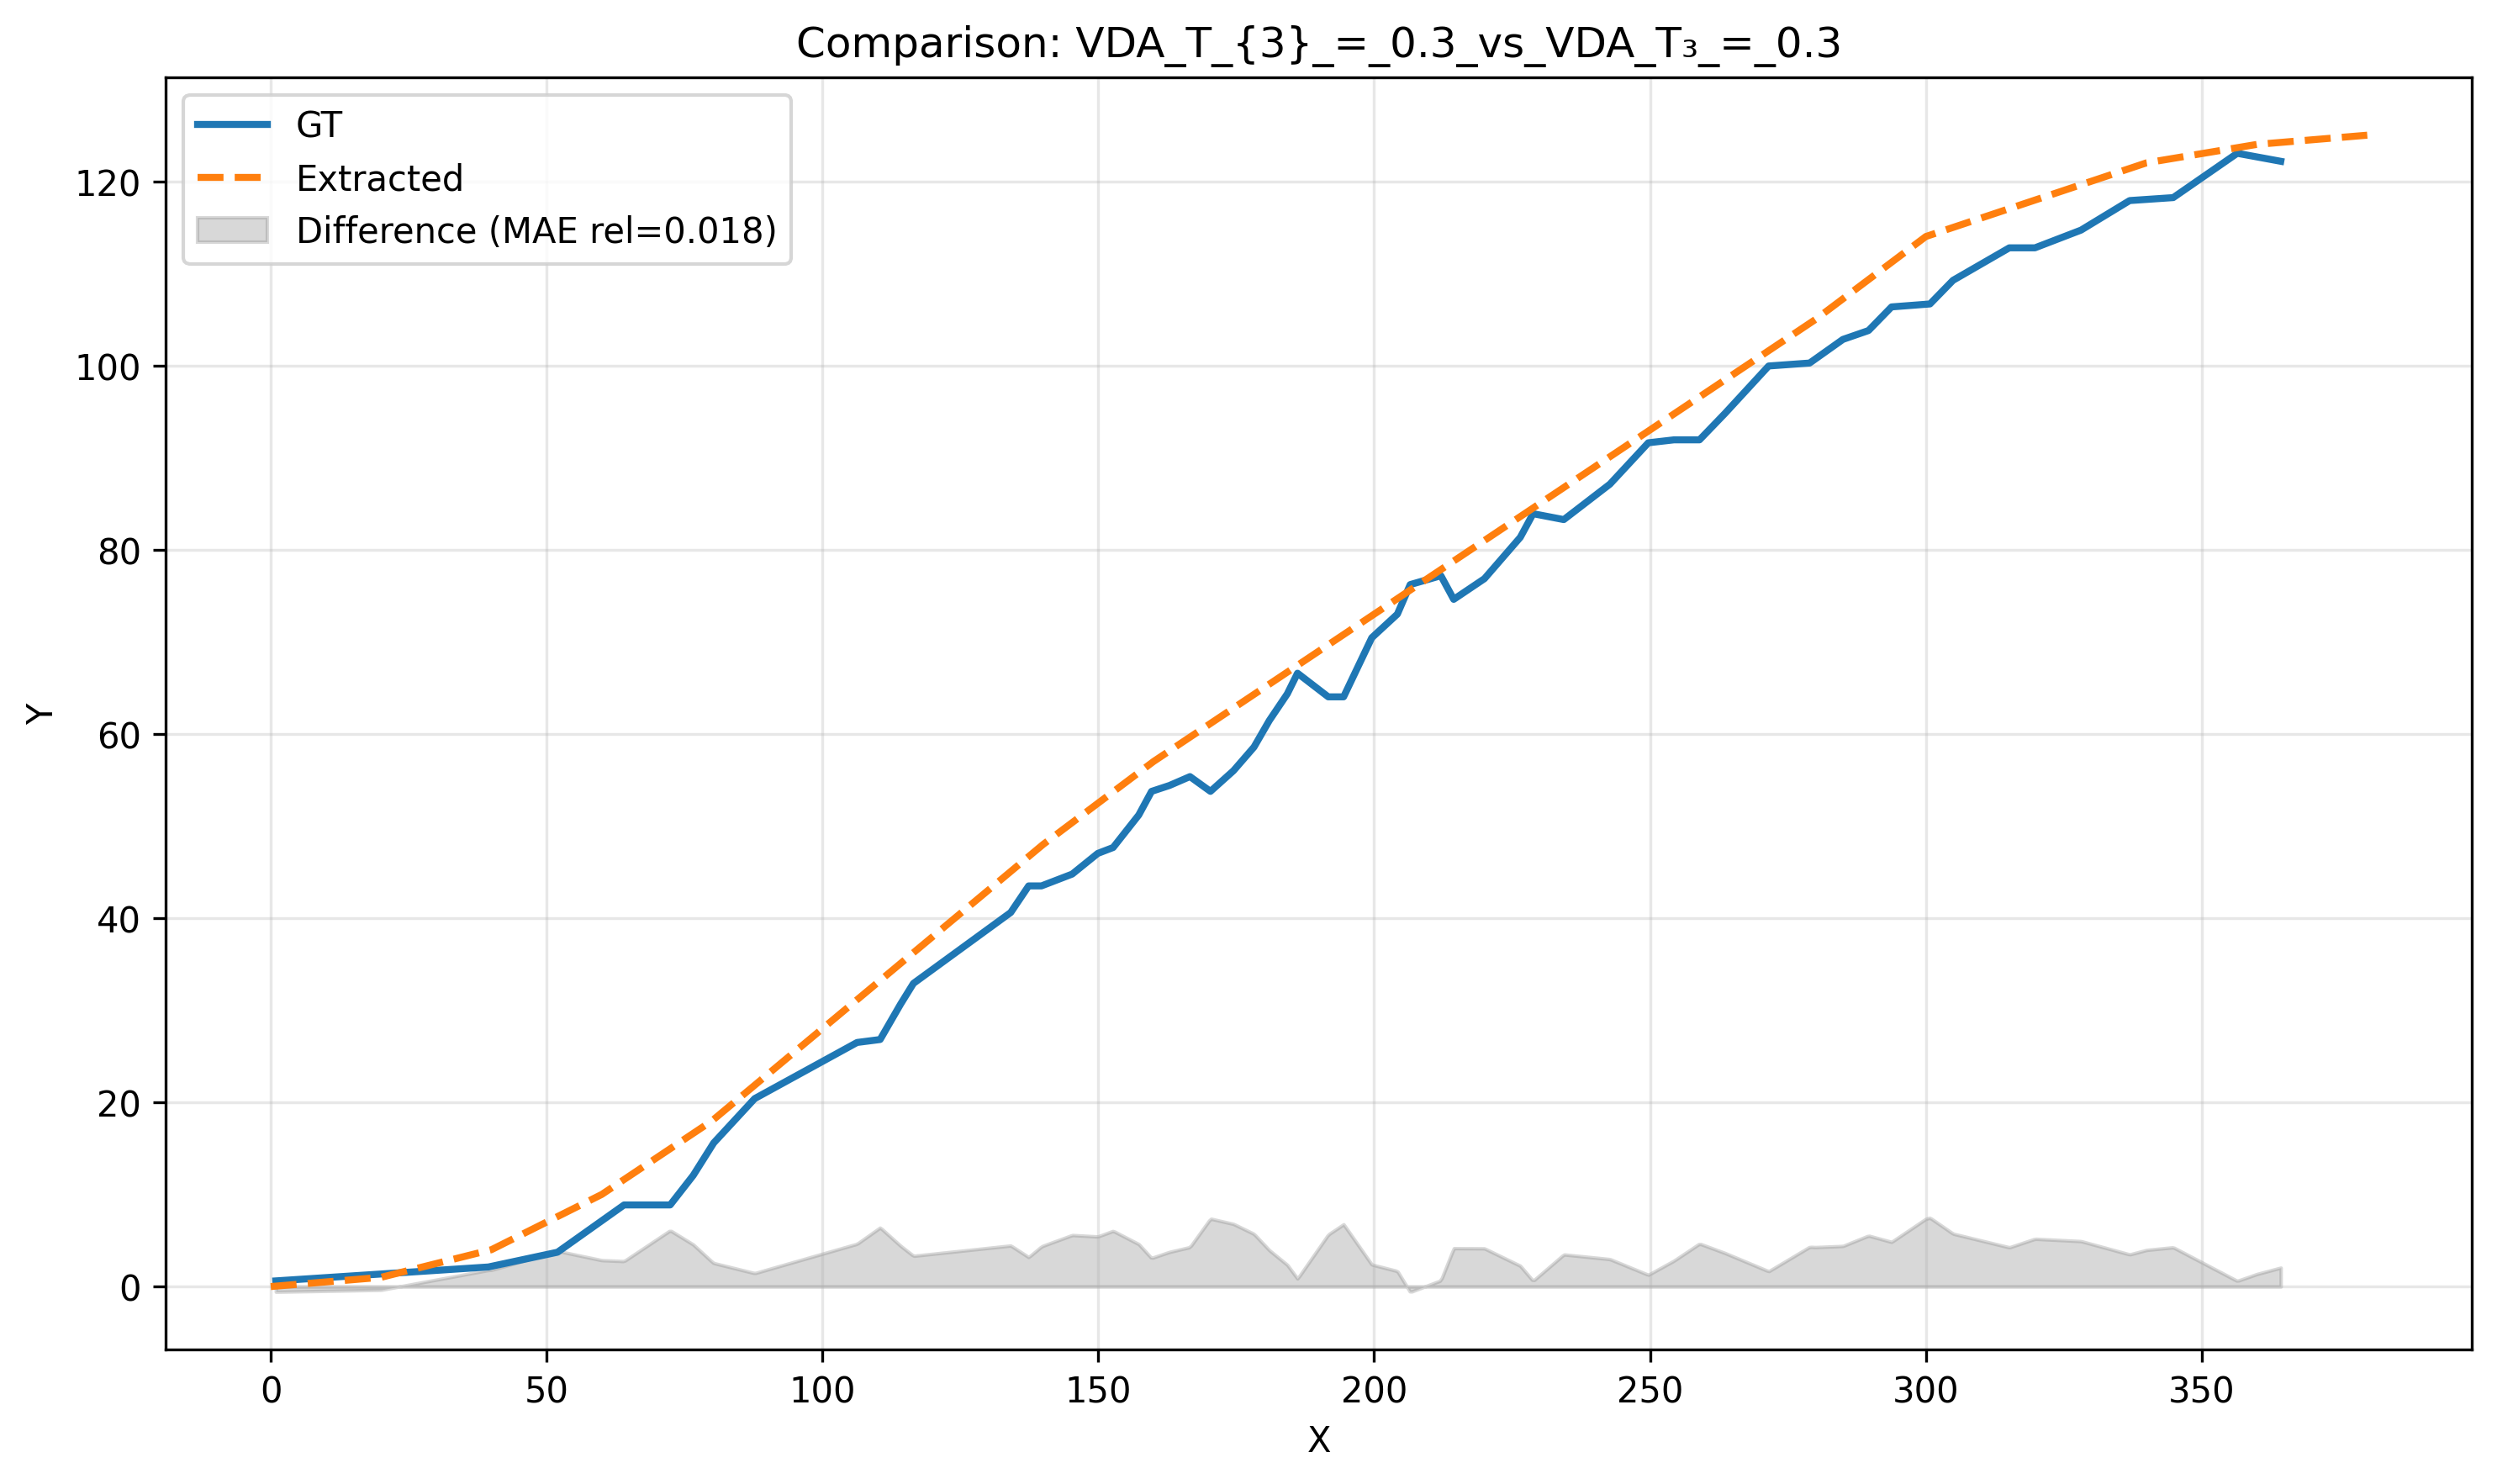 Comparison: VDA_T_{3}_=_0.3_vs_VDA_T₃_=_0.3
GT
Extracted
Difference (MAE rel=0.018)
120
100
80
60
40
20
0
Y
0 50 100 150 200 250 300 350
X